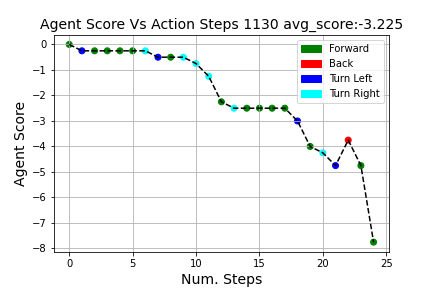 Agent Score Vs Action Steps 1130 avg_score:-3.225
Forward
Back
Turn Left
Turn Right
Agent Score
0
−1
−2
−3
−4
−5
−6
−7
−8
0 5 10 15 20 25
Num. Steps